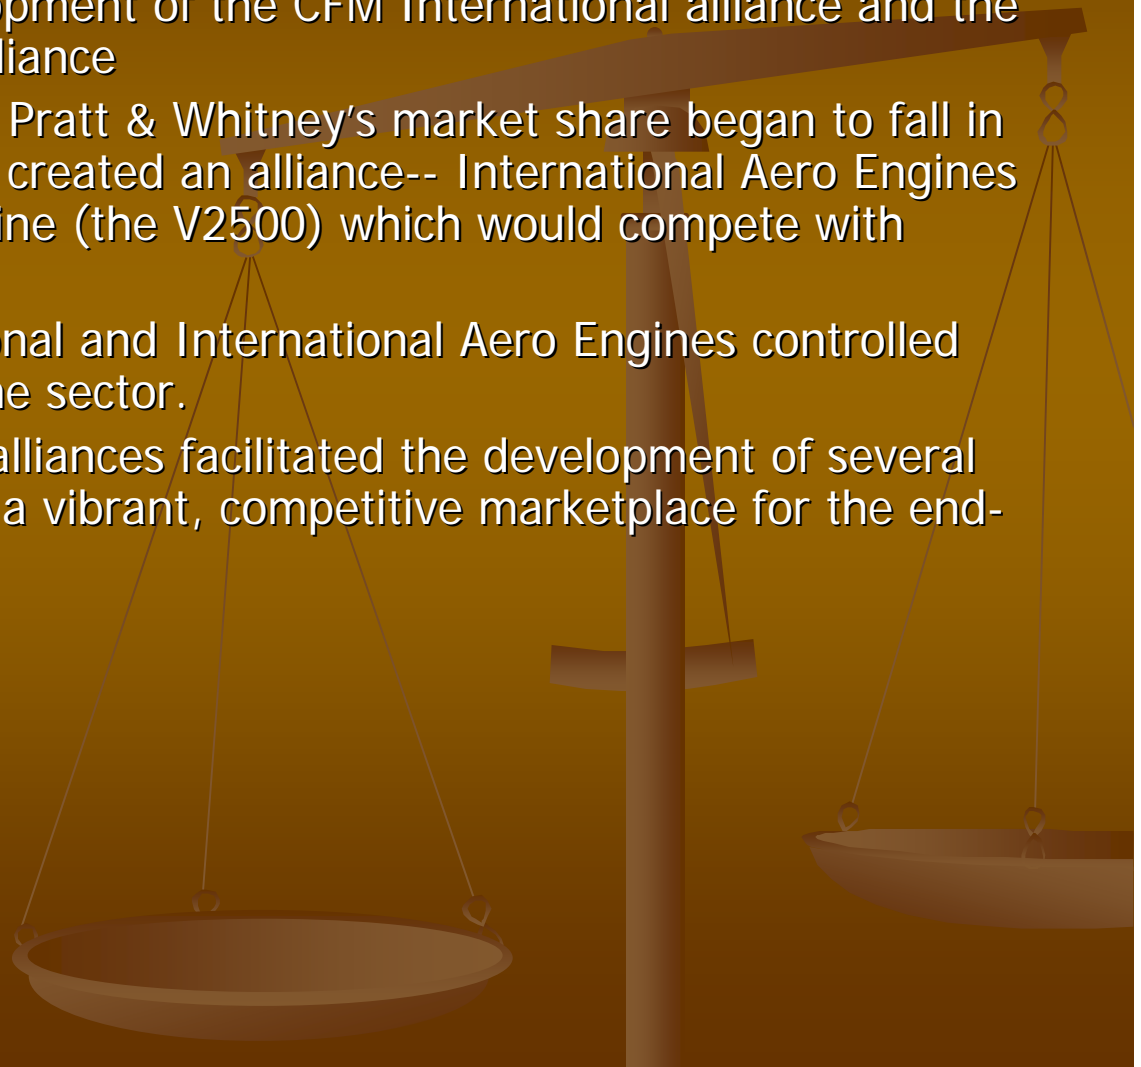 opment of the CFM International alliance and the
liance
Pratt & Whitney's market share began to fall in
created an alliance-- International Aero Engines
ine (the V2500) which would compete with
onal and International Aero Engines controlled
he sector.
alliances facilitated the development of several
a vibrant, competitive marketplace for the end-